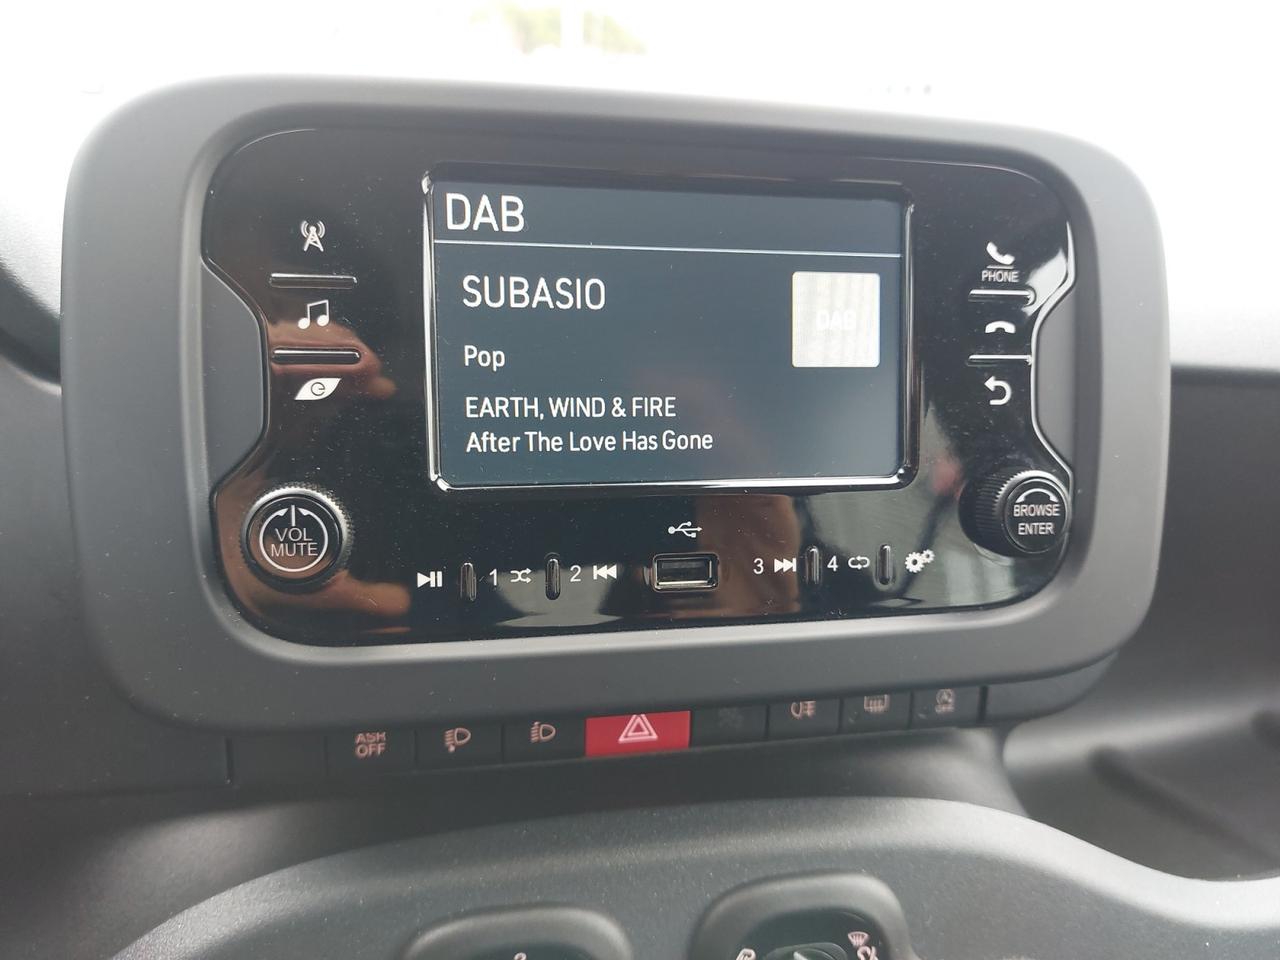 DAB
SUBASIO
DAB
Pop
EARTH, WIND & FIRE
After The Love Has Gone
PHONE
VOL
MUTE
BROWSE
ENTER
1
2
3
4
ASR
OFF